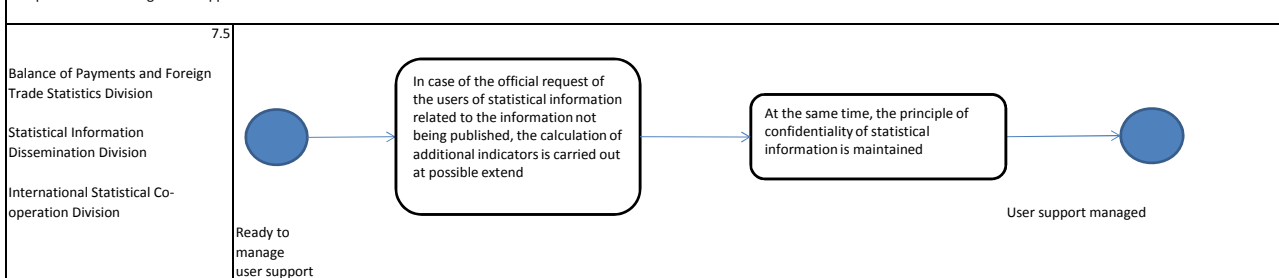 7.5
Balance of Payments and Foreign
Trade Statistics Division
Statistical Information
Dissemination Division
International Statistical Co-
operation Division
Ready to
manage
user support
In case of the official request of
the users of statistical information
related to the information not
being published, the calculation of
additional indicators is carried out
at possible extend
At the same time, the principle of
confidentiality of statistical
information is maintained
User support managed